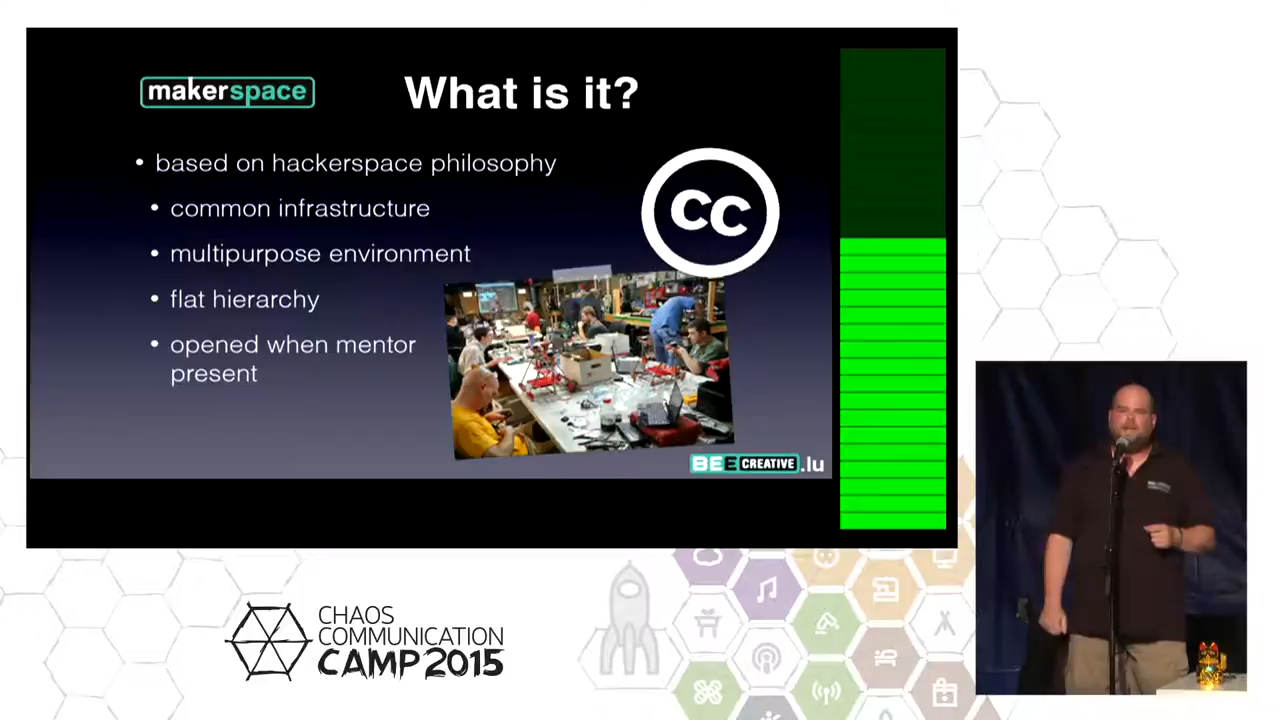 makerspace
What is it?
• based on hackerspace philosophy
• common infrastructure
• multipurpose environment
• flat hierarchy
• opened when mentor
present
cc
BEE CREATIVE.lu
CHAOS
COMMUNICATION
CAMP 2015